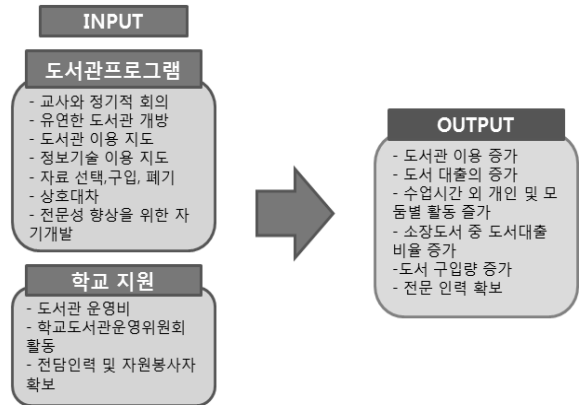 INPUT
도서관프로그램
- 교사와 정기적 회의
- 유연한 도서관 개방
- 도서관 이용 지도
- 정보기술 이용 지도
- 자료 선택,구입, 폐기
- 상호대차
- 전문성 향상을 위한 자
기개발
학교 지원
- 도서관 운영비
- 학교도서관운영위원회
활동
- 전담인력 및 자원봉사자
확보
OUTPUT
- 도서관 이용 증가
- 도서 대출의 증가
- 수업시간 외 개인 및 모
둠별 활동 즐가
- 소장도서 중 도서대출
비율 증가
-도서 구입량 증가
- 전문 인력 확보